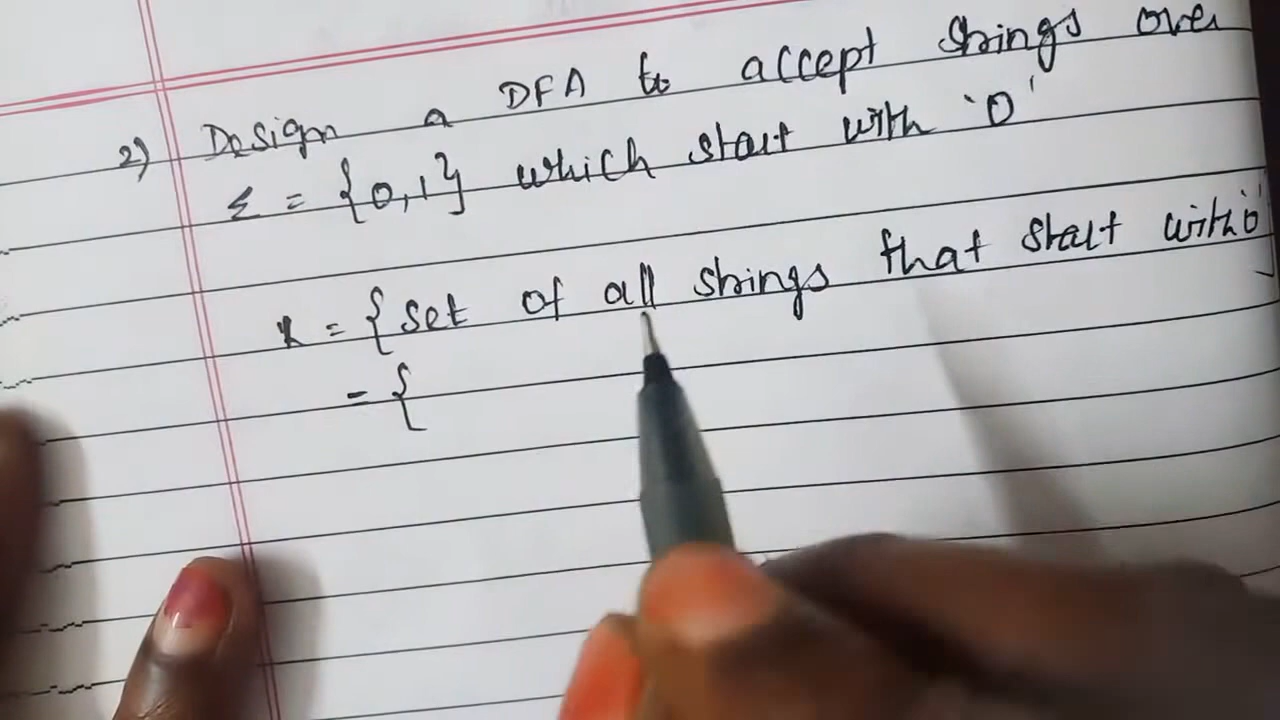 2) Design a DFA to accept strings over
Σ = {0,1} which start with '0'
L = {set of all strings that start with '0'}
= {